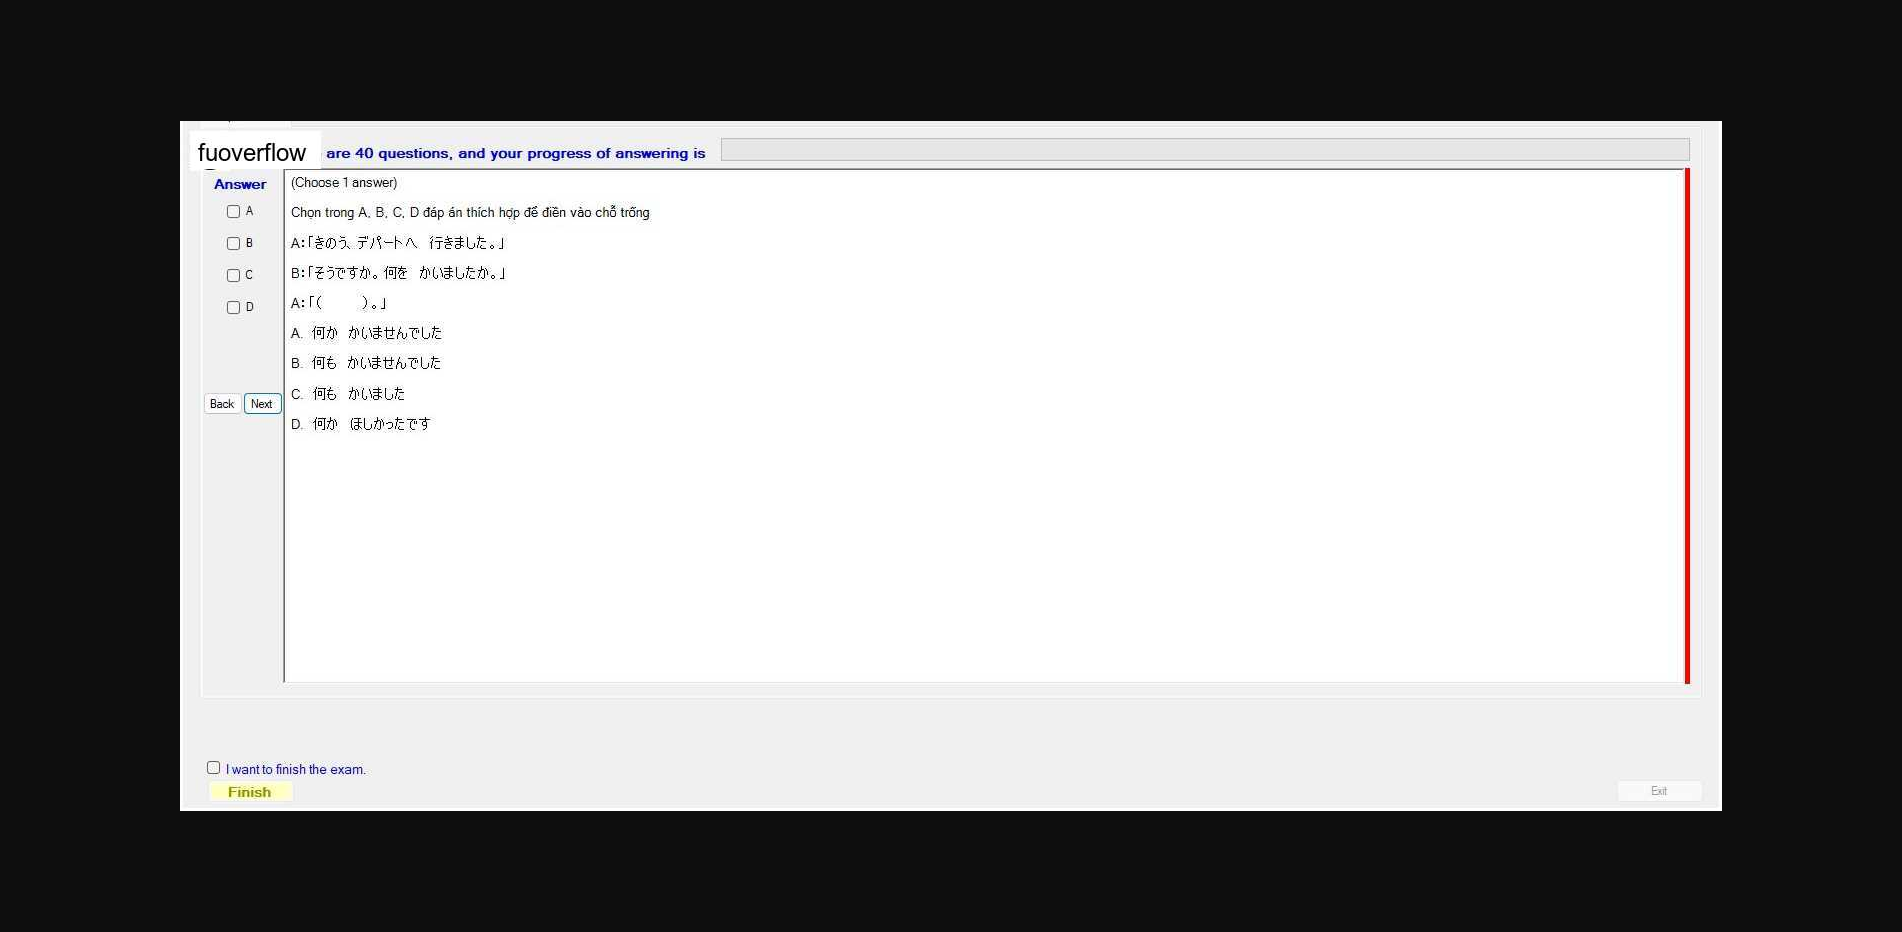 fuoverflow are 40 questions, and your progress of answering is
Answer
(Choose 1 answer)
A
Chọn trong A, B, C, D đáp án thích hợp để điền vào chỗ trống
B
A:「きのう、デパートへ 行きました。」
C
B:「そうですか。何を かいましたか。」
D
A:「( )。」
A. 何か かいませんでした
B. 何も かいませんでした
C. 何も かいました
D. 何か ほしかったです
Back Next
I want to finish the exam.
Finish
Exit